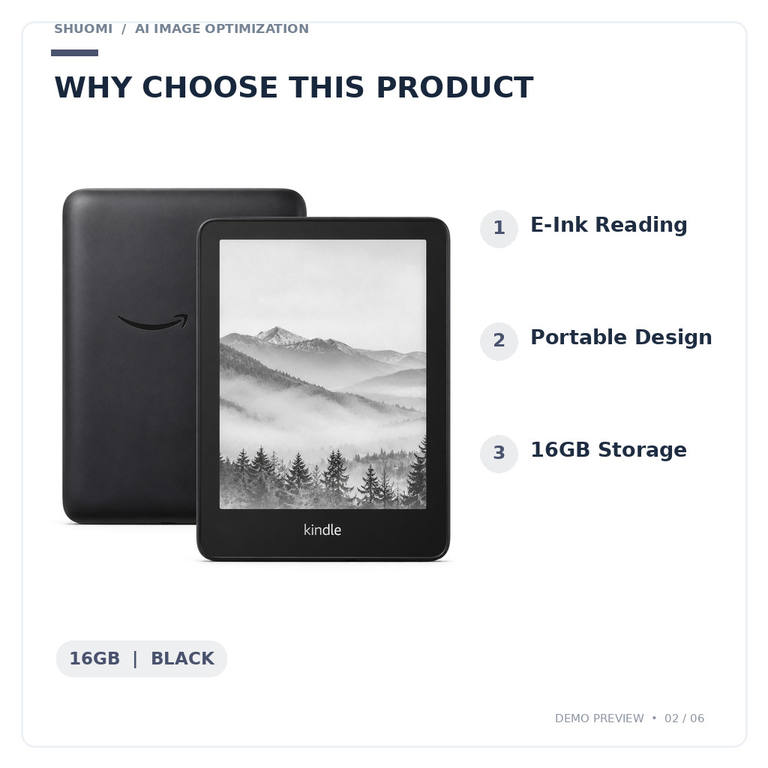 SHUOMI / AI IMAGE OPTIMIZATION
WHY CHOOSE THIS PRODUCT
1 E-Ink Reading
2 Portable Design
3 16GB Storage
kindle
16GB | BLACK
DEMO PREVIEW • 02 / 06